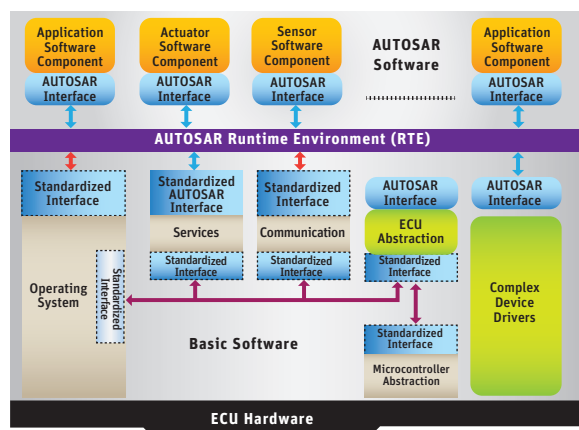 Application
Software
Component
AUTOSAR
Interface
Actuator
Software
Component
AUTOSAR
Interface
Sensor
Software
Component
AUTOSAR
Interface
AUTOSAR
Software
Application
Software
Component
AUTOSAR
Interface
AUTOSAR Runtime Environment (RTE)
Standardized
Interface
Operating
System
Standardized
Interface
Standardized
AUTOSAR
Interface
Services
Standardized
Interface
Standardized
Interface
Communication
Standardized
Interface
AUTOSAR
Interface
ECU
Abstraction
Standardized
Interface
Standardized
Interface
Microcontroller
Abstraction
AUTOSAR
Interface
Complex
Device
Drivers
Basic Software
ECU Hardware